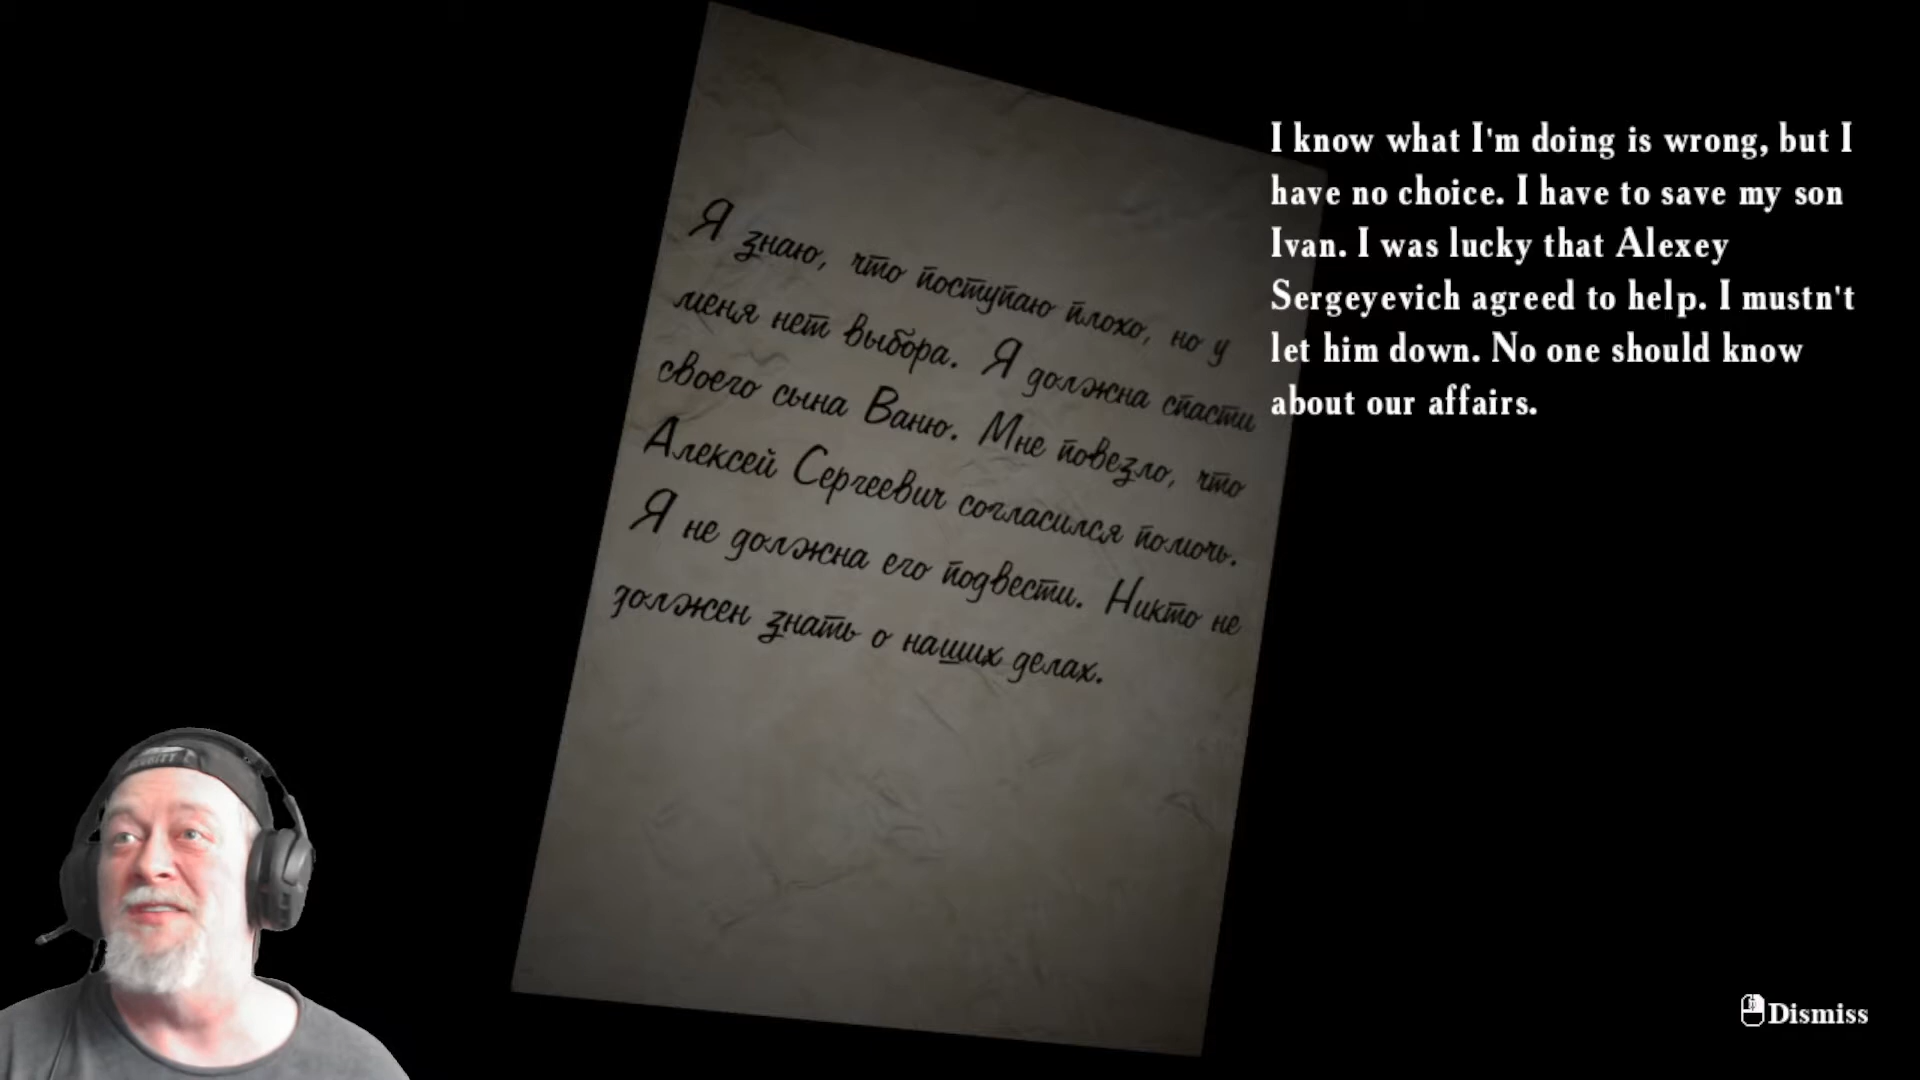 Я знаю, что поступаю плохо, но у
меня нет выбора. Я должна спасти
своего сына Ваню. Мне повезло, что
Алексей Сергеевич согласился помочь.
Я не должна его подвести. Никто не
должен знать о наших делах.
I know what I'm doing is wrong, but I
have no choice. I have to save my son
Ivan. I was lucky that Alexey
Sergeyevich agreed to help. I mustn't
let him down. No one should know
about our affairs.
Dismiss